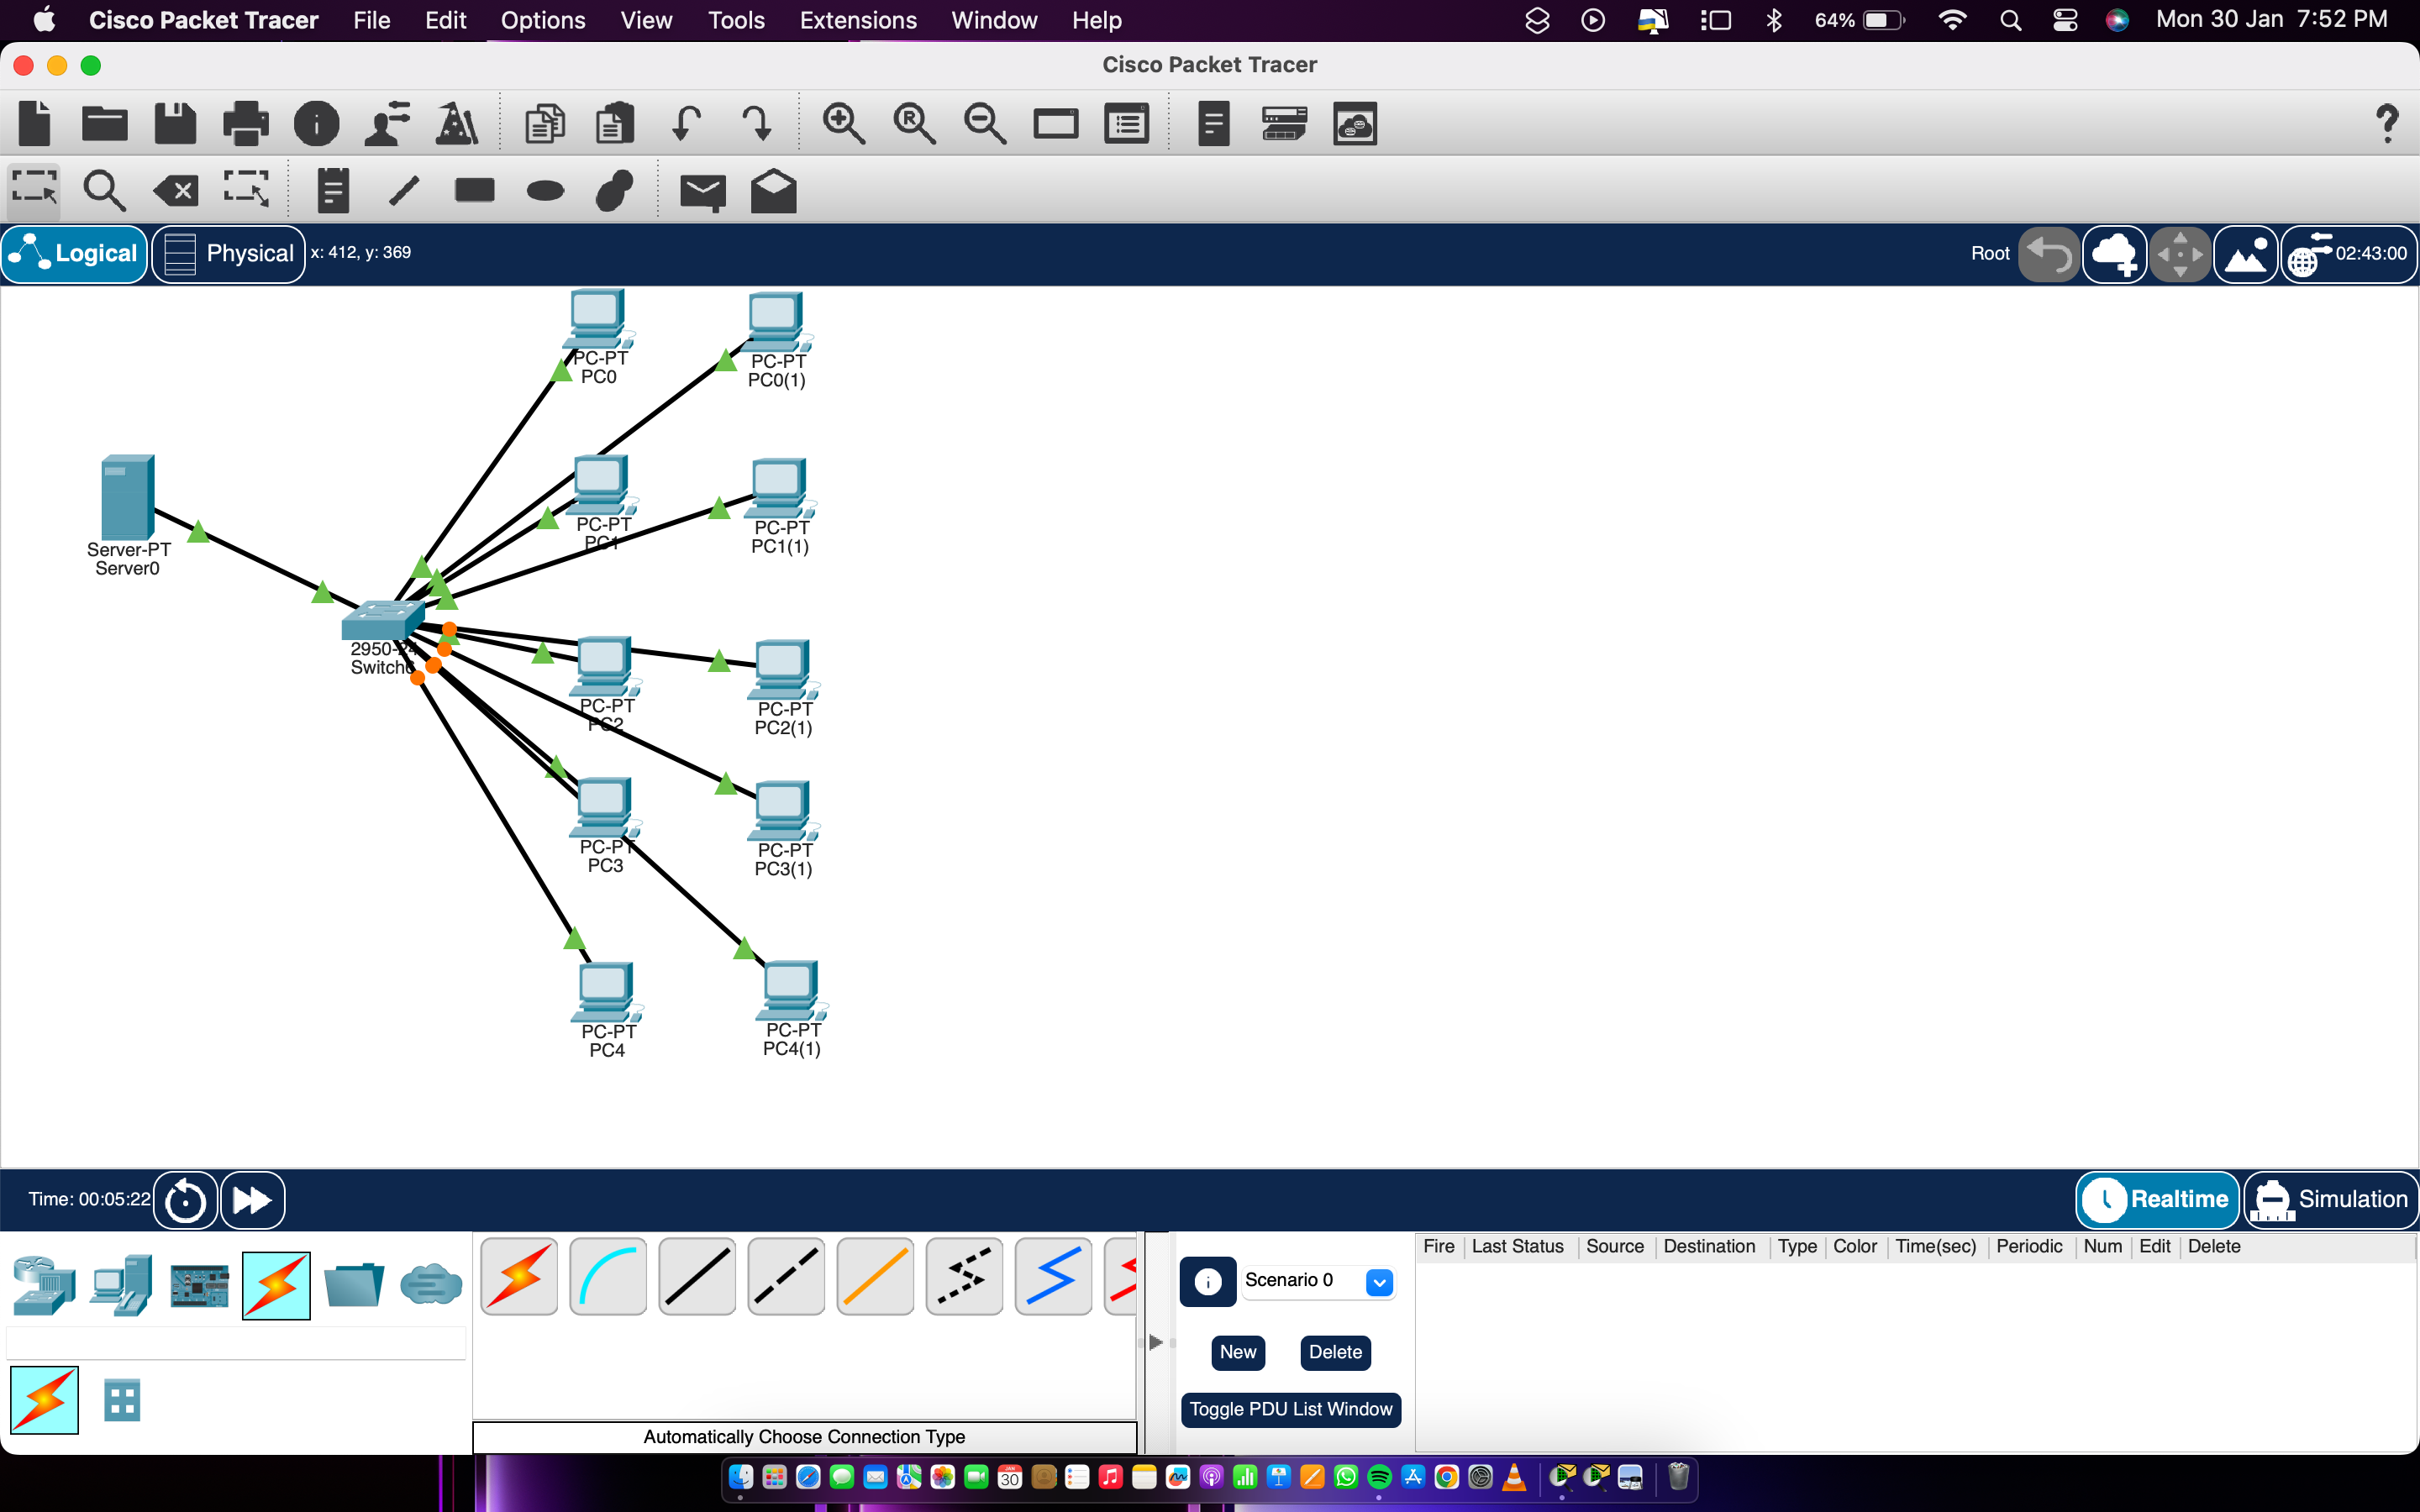 Cisco Packet Tracer File Edit Options View Tools Extensions Window Help 64% Mon 30 Jan 7:52 PM
Cisco Packet Tracer
Logical Physical x: 412, y: 369 Root 02:43:00
PC-PT
PC0
PC-PT
PC0(1)
Server-PT
Server0
PC-PT
PC1
PC-PT
PC1(1)
2950-24
PC-PT
PC2
PC-PT
PC2(1)
PC-PT
PC3
PC-PT
PC3(1)
PC-PT
PC4
PC-PT
PC4(1)
Time: 00:05:22 Realtime Simulation
Fire Last Status Source Destination Type Color Time(sec) Periodic Num Edit Delete
Scenario 0
New Delete
Toggle PDU List Window
Automatically Choose Connection Type
JAN
30